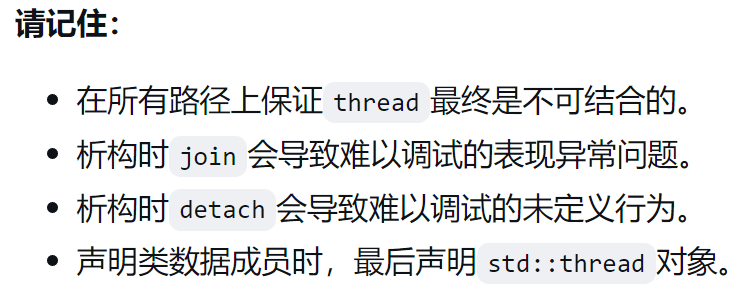 请记住：
在所有路径上保证thread最终是不可结合的。
析构时join会导致难以调试的表现异常问题。
析构时detach会导致难以调试的未定义行为。
声明类数据成员时，最后声明std::thread对象。